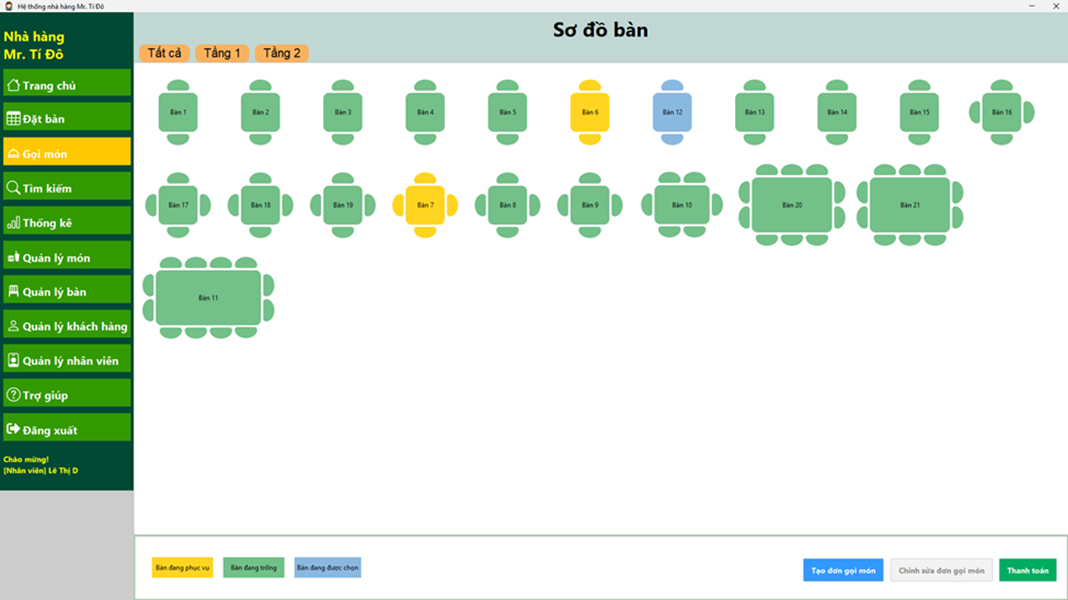 Hệ thống nhà hàng Mr. Tí Đô
Nhà hàng
Mr. Tí Đô
Trang chủ
Đặt bàn
Gọi món
Tìm kiếm
Thống kê
Quản lý món
Quản lý bàn
Quản lý khách hàng
Quản lý nhân viên
Trợ giúp
Đăng xuất
Chào mừng!
[Nhân viên] Lê Thị D
Sơ đồ bàn
Tất cả Tầng 1 Tầng 2
Bàn 1 Bàn 2 Bàn 3 Bàn 4 Bàn 5 Bàn 6 Bàn 12 Bàn 13 Bàn 14 Bàn 15 Bàn 16
Bàn 17 Bàn 18 Bàn 19 Bàn 7 Bàn 8 Bàn 9 Bàn 10 Bàn 20 Bàn 21
Bàn 11
Bàn đang phục vụ Bàn đang trống Bàn đang được chọn
Tạo đơn gọi món Chỉnh sửa đơn gọi món Thanh toán